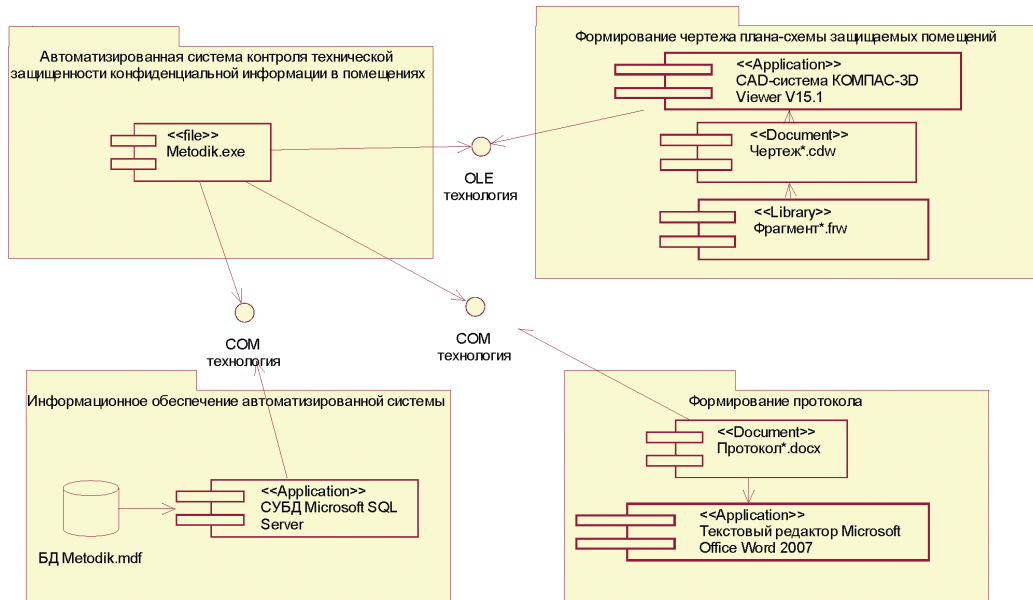 Автоматизированная система контроля технической
защищенности конфиденциальной информации в помещениях
<<file>>
Metodik.exe
OLE
технология
Формирование чертежа плана-схемы защищаемых помещений
<<Application>>
CAD-система КОМПАС-3D
Viewer V15.1
<<Document>>
Чертеж*.cdw
<<Library>>
Фрагмент*.frw
COM
технология
COM
технология
Информационное обеспечение автоматизированной системы
<<Application>>
СУБД Microsoft SQL
Server
БД Metodik.mdf
Формирование протокола
<<Document>>
Протокол*.docx
<<Application>>
Текстовый редактор Microsoft
Office Word 2007